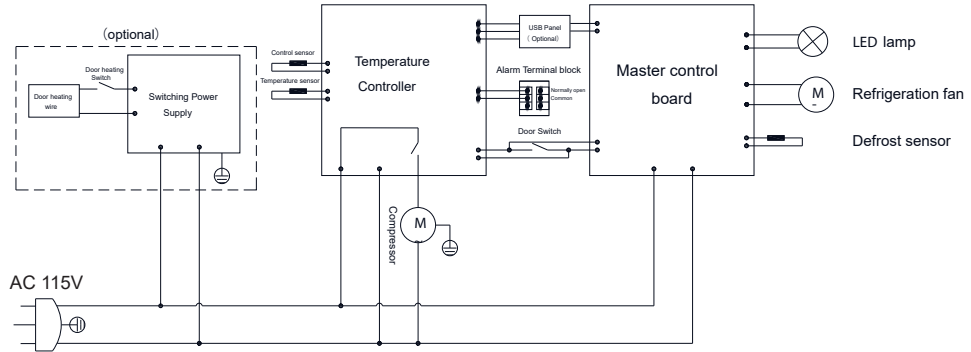 (optional)
Door heating
Switch
Door heating
wire
Switching Power
Supply
Control sensor
Temperature sensor
Temperature
Controller
USB Panel
( Optional)
Alarm Terminal block
Normally open
Common
Door Switch
Master control
board
LED lamp
M
-
Refrigeration fan
Defrost sensor
Compressor
M
~
AC 115V